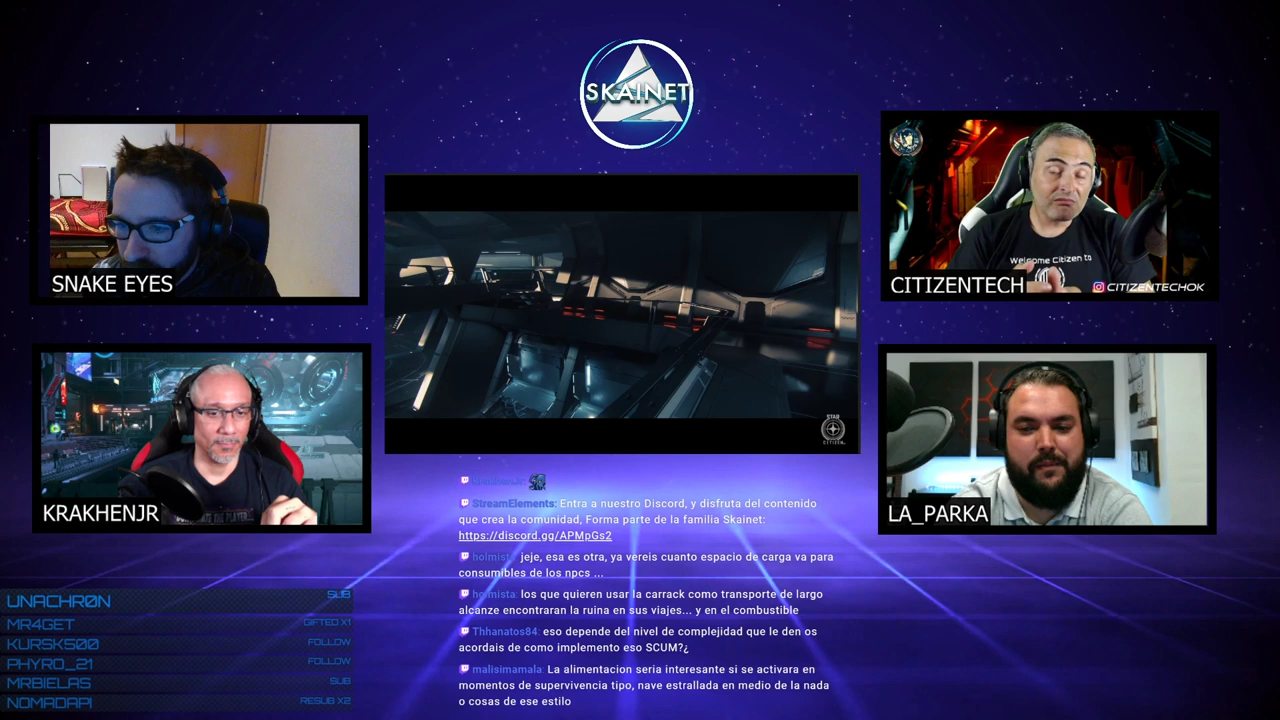 SKAINET
SNAKE EYES
Welcome Citizen to
CITIZENTECH
CITIZENTECHOK
STAR
CITIZEN
KRAKHENJR
LA_PARKA
StreamElements: Entra a nuestro Discord, y disfruta del contenido
que crea la comunidad, Forma parte de la familia Skainet:
https://discord.gg/APMpGs2
holmista: jeje, esa es otra, ya vereis cuanto espacio de carga va para
consumibles de los npcs ...
holmista: los que quieren usar la carrack como transporte de largo
alcanze encontraran la ruina en sus viajes... y en el combustible
Thhanatos84: eso depende del nivel de complejidad que le den os
acordais de como implemento eso SCUM?¿
malisimamala: La alimentacion seria interesante si se activara en
momentos de supervivencia tipo, nave estrallada en medio de la nada
o cosas de ese estilo
UNACHR0N SUB
MR4GET GIFTED X1
KURSK500 FOLLOW
PHYRO_21 FOLLOW
MRBIELAS SUB
NOMADAPI RESUB X2